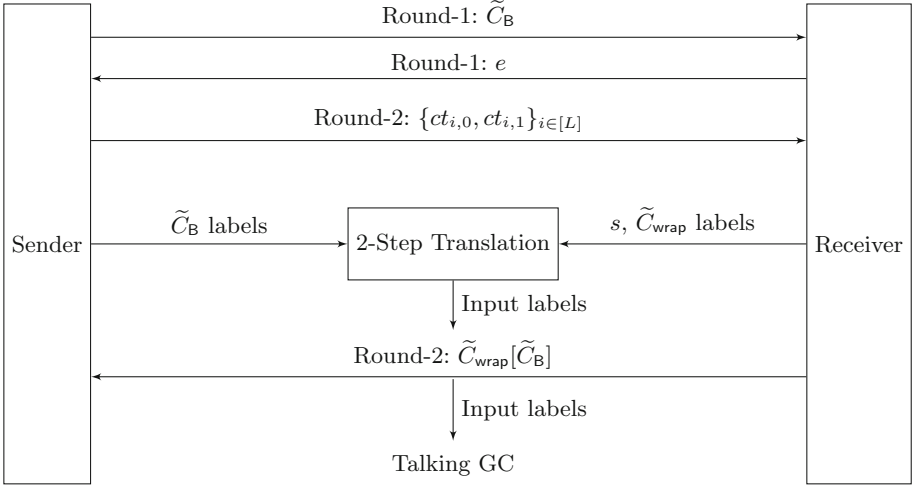 Round-1: C̃_B
Round-1: e
Round-2: {ct_{i,0}, ct_{i,1}}_{i∈[L]}
C̃_B labels
s, C̃_wrap labels
Sender
2-Step Translation
Receiver
Input labels
Round-2: C̃_wrap[C̃_B]
Input labels
Talking GC